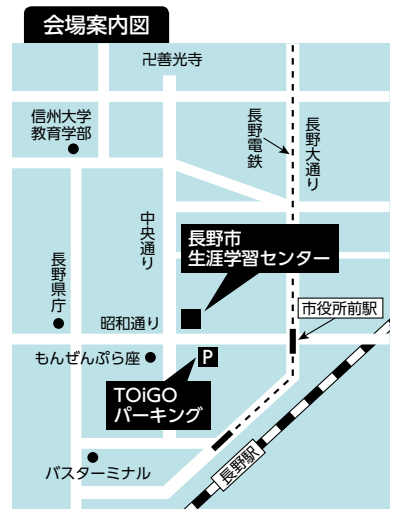 会場案内図
卍善光寺
信州大学
教育学部
長野電鉄
長野大通り
中央通り
長野市
生涯学習センター
長野県庁
昭和通り
市役所前駅
もんぜんぷら座
P
TOiGO
パーキング
長野駅
バスターミナル